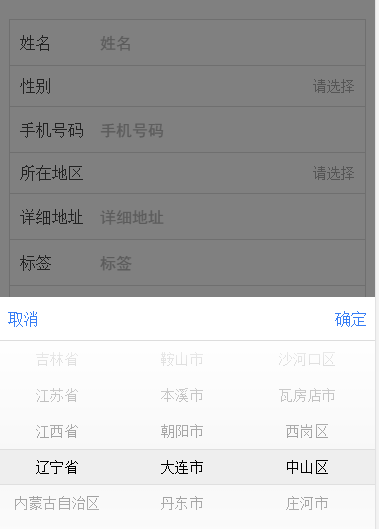 姓名 姓名
性别 请选择
手机号码 手机号码
所在地区 请选择
详细地址 详细地址
标签 标签
取消 确定
吉林省 鞍山市 沙河口区
江苏省 本溪市 瓦房店市
江西省 朝阳市 西岗区
辽宁省 大连市 中山区
内蒙古自治区 丹东市 庄河市